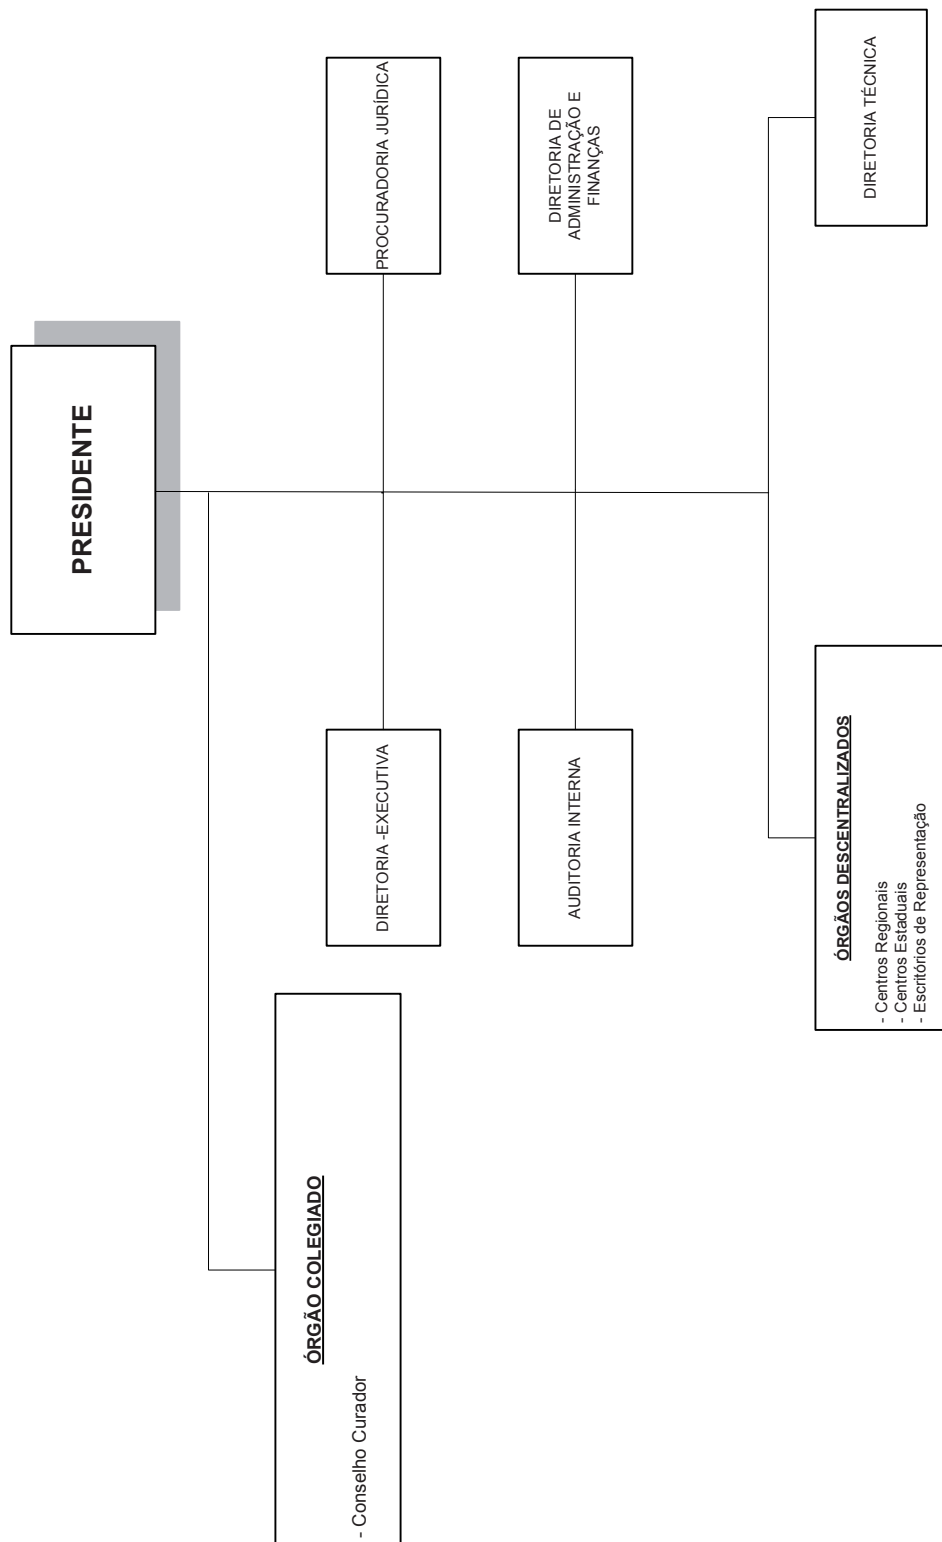 PRESIDENTE
ÓRGÃO COLEGIADO
- Conselho Curador
DIRETORIA -EXECUTIVA
PROCURADORIA JURÍDICA
AUDITORIA INTERNA
DIRETORIA DE
ADMINISTRAÇÃO E
FINANÇAS
ÓRGÃOS DESCENTRALIZADOS
- Centros Regionais
- Centros Estaduais
- Escritórios de Representação
DIRETORIA TÉCNICA